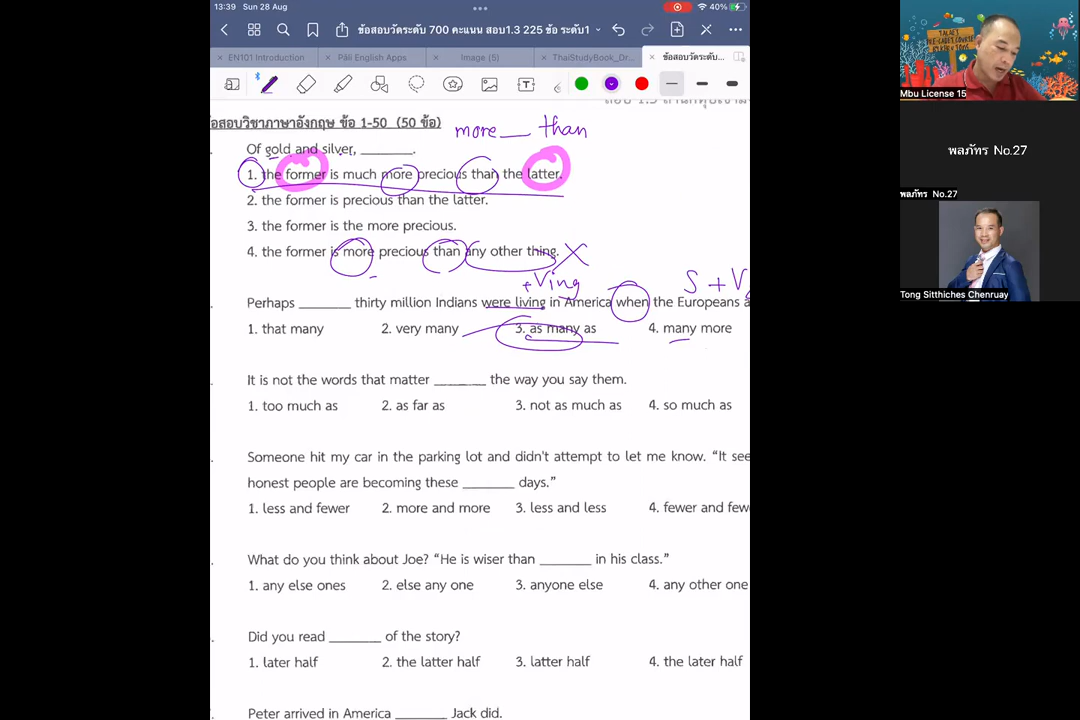 13:39 Sun 28 Aug
40%
ข้อสอบวัดระดับ 700 คะแนน สอบ1.3 225 ข้อ ระดับ1
EN101 Introduction
Pāli English Apps
Image (5)
ThaiStudyBook_Or...
ข้อสอบวัดระดับ...
้อสอบวิชาภาษาอังกฤษ ข้อ 1-50 (50 ข้อ)
more __ than
Of gold and silver, ________.
1. the former is much more precious than the latter.
2. the former is precious than the latter.
3. the former is the more precious.
4. the former is more precious than any other thing. X
+Ving
S + V
Perhaps ________ thirty million Indians were living in America when the Europeans a
1. that many 2. very many 3. as many as 4. many more
It is not the words that matter ________ the way you say them.
1. too much as 2. as far as 3. not as much as 4. so much as
Someone hit my car in the parking lot and didn't attempt to let me know. “It see
honest people are becoming these ________ days.”
1. less and fewer 2. more and more 3. less and less 4. fewer and few
What do you think about Joe? “He is wiser than ________ in his class.”
1. any else ones 2. else any one 3. anyone else 4. any other one
Did you read ________ of the story?
1. later half 2. the latter half 3. latter half 4. the later half
Peter arrived in America ________ Jack did.
Mbu License 15
พลภัทร No.27
พลภัทร No.27
Tong Sitthiches Chenruay